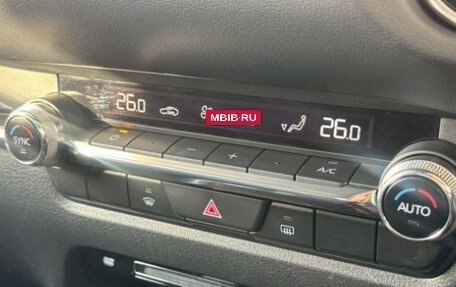 26.0
MBIB.RU
26.0
SYNC
- +
A/C
AUTO